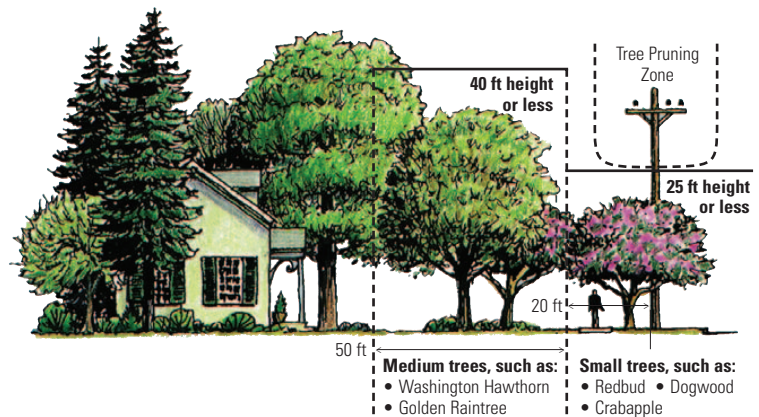 Tree Pruning
Zone
40 ft height
or less
25 ft height
or less
20 ft
50 ft
Medium trees, such as:
• Washington Hawthorn
• Golden Raintree
Small trees, such as:
• Redbud • Dogwood
• Crabapple